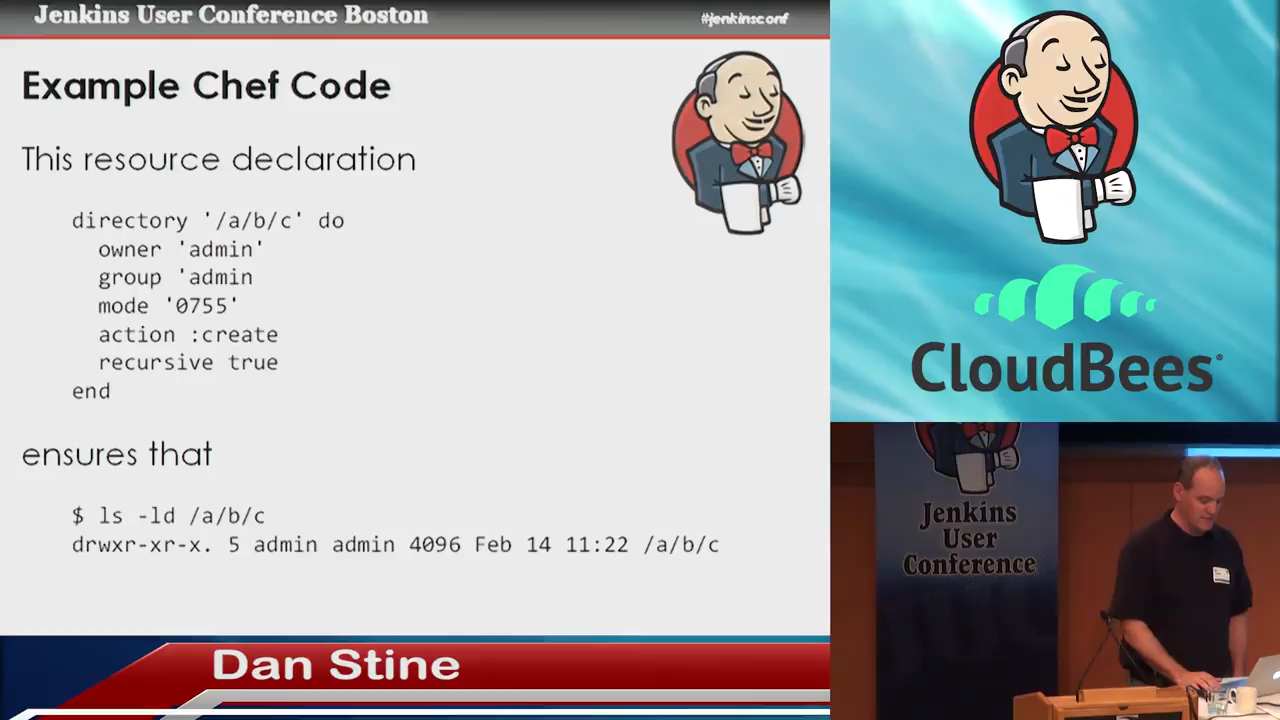 Jenkins User Conference Boston
#jenkinsconf
Example Chef Code
This resource declaration
directory '/a/b/c' do
owner 'admin'
group 'admin
mode '0755'
action :create
recursive true
end
ensures that
$ ls -ld /a/b/c
drwxr-xr-x. 5 admin admin 4096 Feb 14 11:22 /a/b/c
Dan Stine
CloudBees
Jenkins
User
Conference